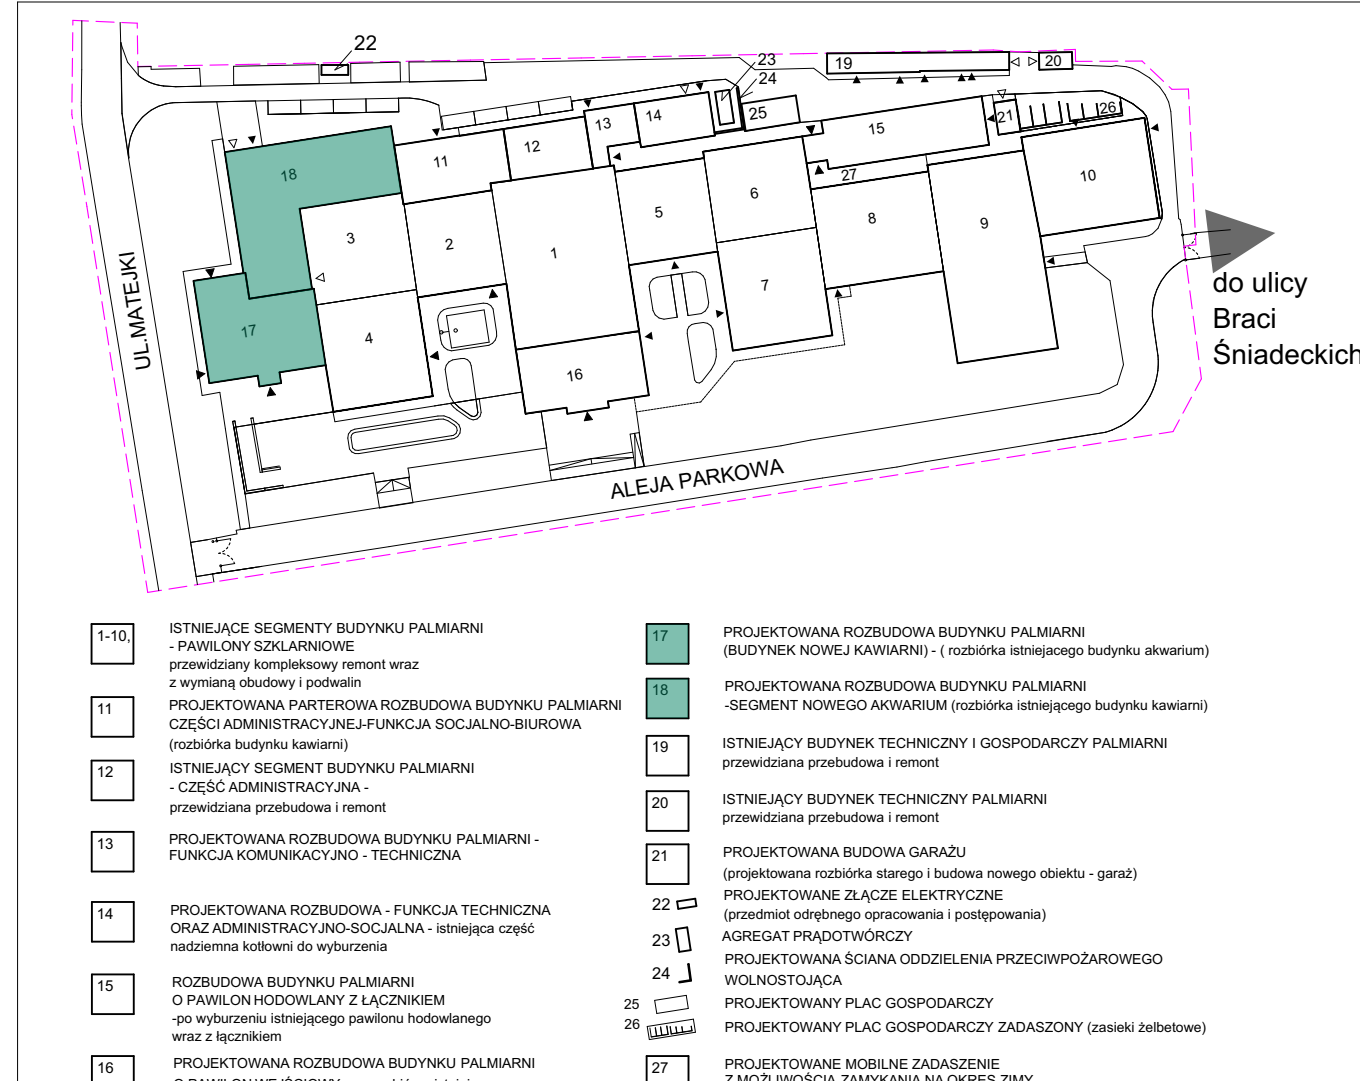 22
23
24
19
20
18
11
12
13
14
25
15
21
26
27
10
3
2
1
5
6
8
9
7
17
4
16
UL.MATEJKI
ALEJA PARKOWA
do ulicy
Braci
Śniadeckich
1-10,
ISTNIEJĄCE SEGMENTY BUDYNKU PALMIARNI
- PAWILONY SZKLARNIOWE
przewidziany kompleksowy remont wraz
z wymianą obudowy i podwalin
11
PROJEKTOWANA PARTEROWA ROZBUDOWA BUDYNKU PALMIARNI
CZĘŚCI ADMINISTRACYJNEJ-FUNKCJA SOCJALNO-BIUROWA
(rozbiórka budynku kawiarni)
12
ISTNIEJĄCY SEGMENT BUDYNKU PALMIARNI
- CZĘŚĆ ADMINISTRACYJNA -
przewidziana przebudowa i remont
13
PROJEKTOWANA ROZBUDOWA BUDYNKU PALMIARNI -
FUNKCJA KOMUNIKACYJNO - TECHNICZNA
14
PROJEKTOWANA ROZBUDOWA - FUNKCJA TECHNICZNA
ORAZ ADMINISTRACYJNO-SOCJALNA - istniejąca część
nadziemna kotłowni do wyburzenia
15
ROZBUDOWA BUDYNKU PALMIARNI
O PAWILON HODOWLANY Z ŁĄCZNIKIEM
-po wyburzeniu istniejącego pawilonu hodowlanego
wraz z łącznikiem
16
PROJEKTOWANA ROZBUDOWA BUDYNKU PALMIARNI
17
PROJEKTOWANA ROZBUDOWA BUDYNKU PALMIARNI
(BUDYNEK NOWEJ KAWIARNI) - ( rozbiórka istniejacego budynku akwarium)
18
PROJEKTOWANA ROZBUDOWA BUDYNKU PALMIARNI
-SEGMENT NOWEGO AKWARIUM (rozbiórka istniejącego budynku kawiarni)
19
ISTNIEJĄCY BUDYNEK TECHNICZNY I GOSPODARCZY PALMIARNI
przewidziana przebudowa i remont
20
ISTNIEJĄCY BUDYNEK TECHNICZNY PALMIARNI
przewidziana przebudowa i remont
21
PROJEKTOWANA BUDOWA GARAŻU
(projektowana rozbiórka starego i budowa nowego obiektu - garaż)
22
PROJEKTOWANE ZŁĄCZE ELEKTRYCZNE
(przedmiot odrębnego opracowania i postępowania)
23
AGREGAT PRĄDOTWÓRCZY
24
PROJEKTOWANA ŚCIANA ODDZIELENIA PRZECIWPOŻAROWEGO
WOLNOSTOJĄCA
25
PROJEKTOWANY PLAC GOSPODARCZY
26
PROJEKTOWANY PLAC GOSPODARCZY ZADASZONY (zasieki żelbetowe)
27
PROJEKTOWANE MOBILNE ZADASZENIE
Z MOŻLIWOŚCIĄ ZAMYKANIA NA OKRES ZIMY